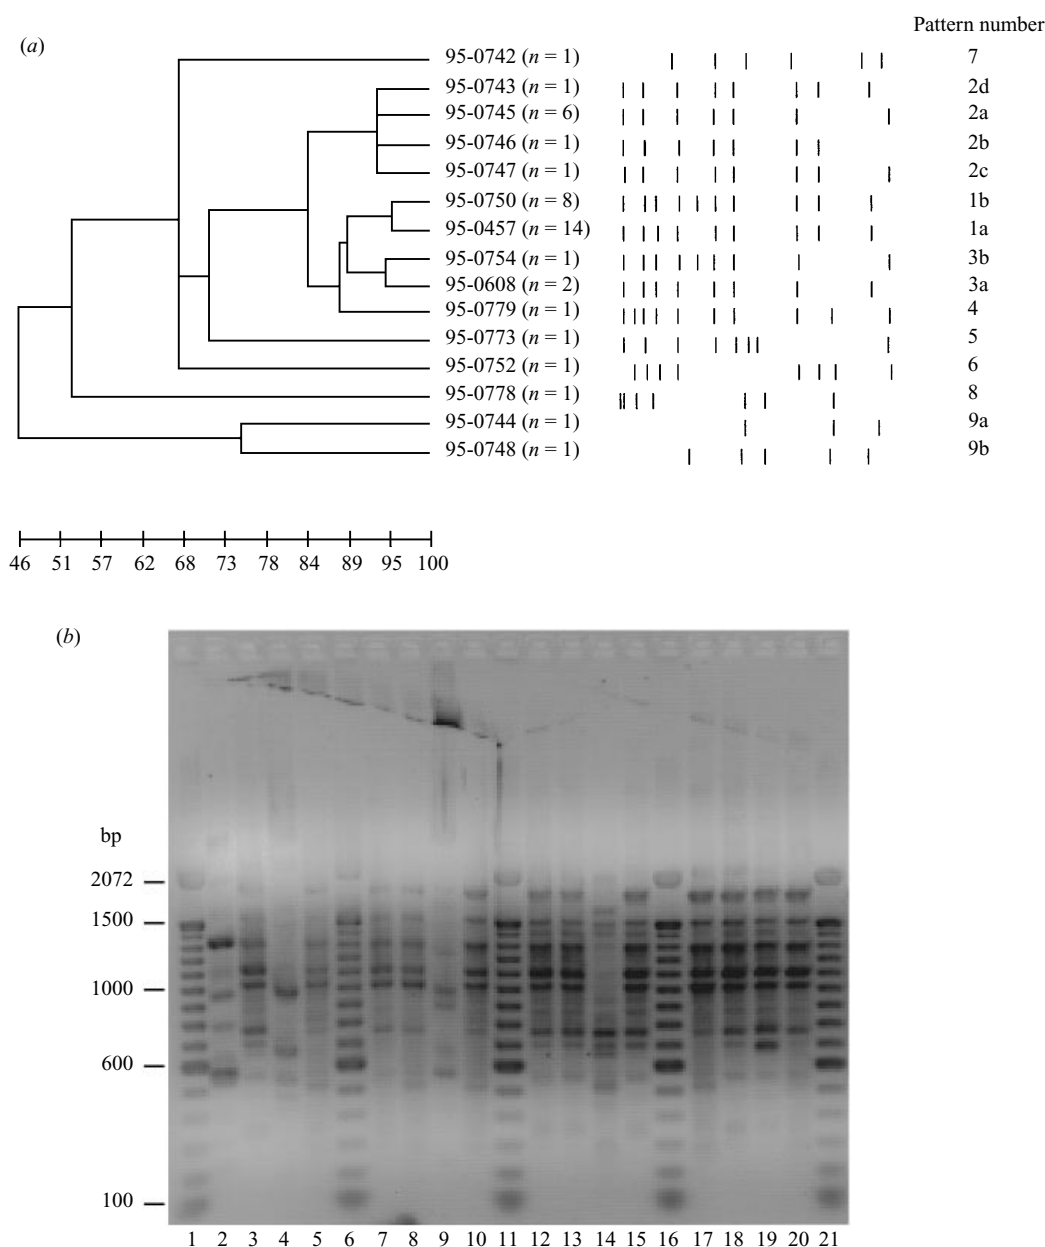 Pattern number
(a)
95-0742 (n = 1) 7
95-0743 (n = 1) 2d
95-0745 (n = 6) 2a
95-0746 (n = 1) 2b
95-0747 (n = 1) 2c
95-0750 (n = 8) 1b
95-0457 (n = 14) 1a
95-0754 (n = 1) 3b
95-0608 (n = 2) 3a
95-0779 (n = 1) 4
95-0773 (n = 1) 5
95-0752 (n = 1) 6
95-0778 (n = 1) 8
95-0744 (n = 1) 9a
95-0748 (n = 1) 9b
46 51 57 62 68 73 78 84 89 95 100
(b)
bp
2072
1500
1000
600
100
1 2 3 4 5 6 7 8 9 10 11 12 13 14 15 16 17 18 19 20 21